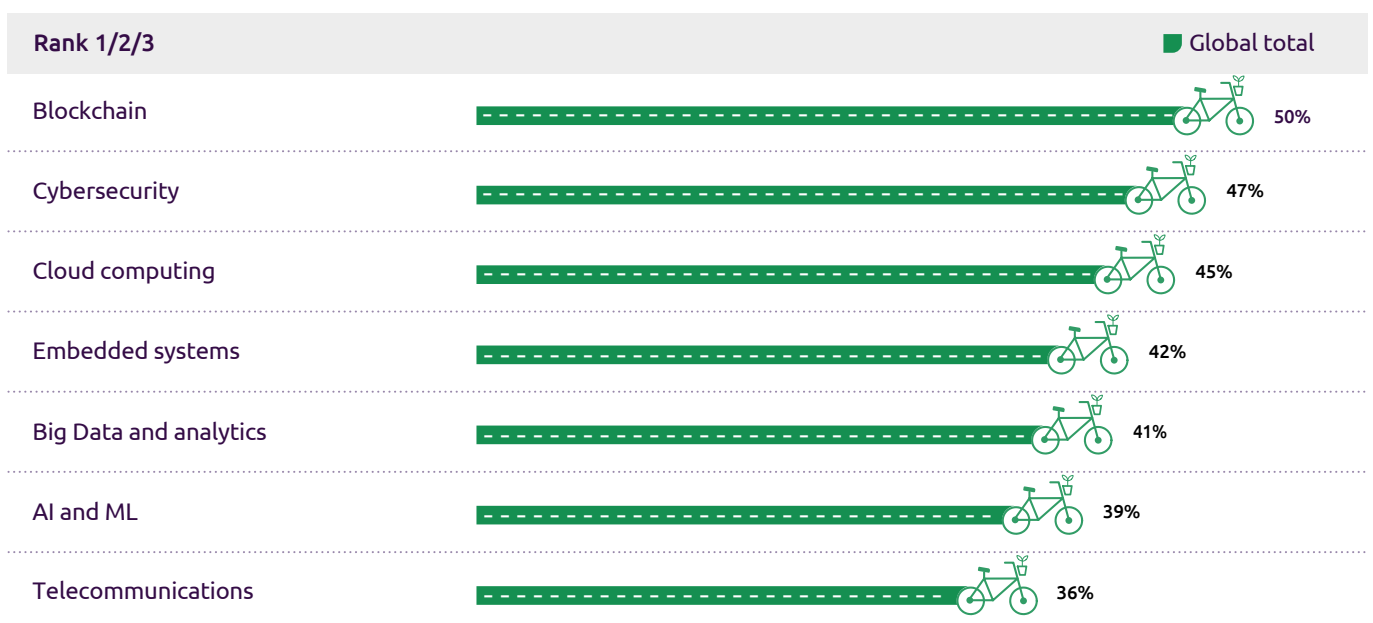 Rank 1/2/3 Global total
Blockchain 50%
Cybersecurity 47%
Cloud computing 45%
Embedded systems 42%
Big Data and analytics 41%
AI and ML 39%
Telecommunications 36%